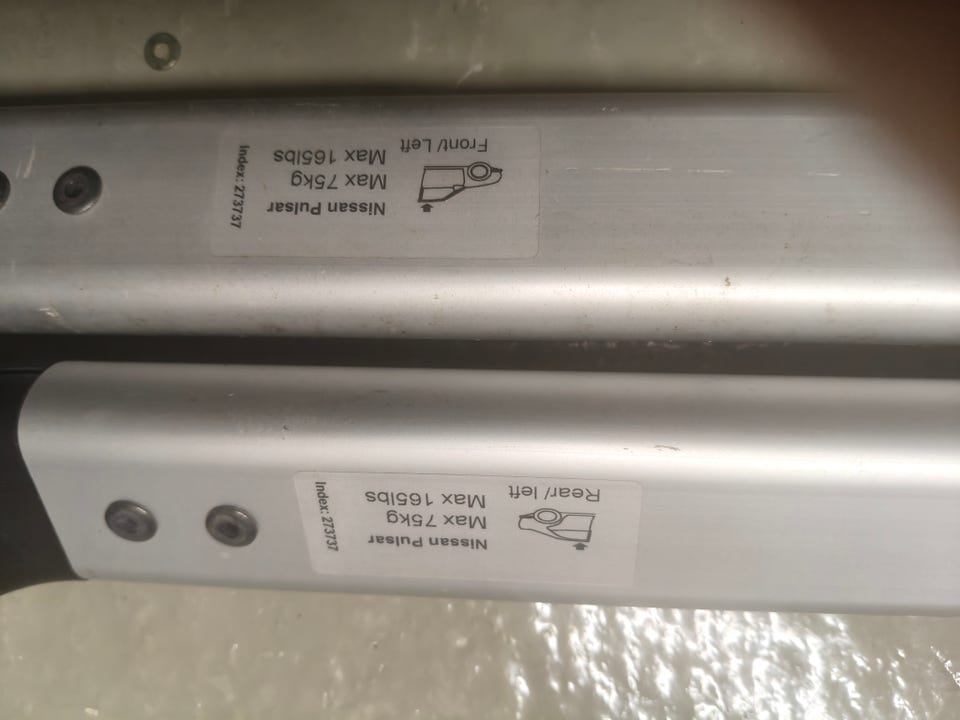 Nissan Pulsar
Max 75kg
Max 165lbs
Front/ Left
Index: 273737
Nissan Pulsar
Max 75kg
Max 165lbs
Rear/ left
Index: 273737